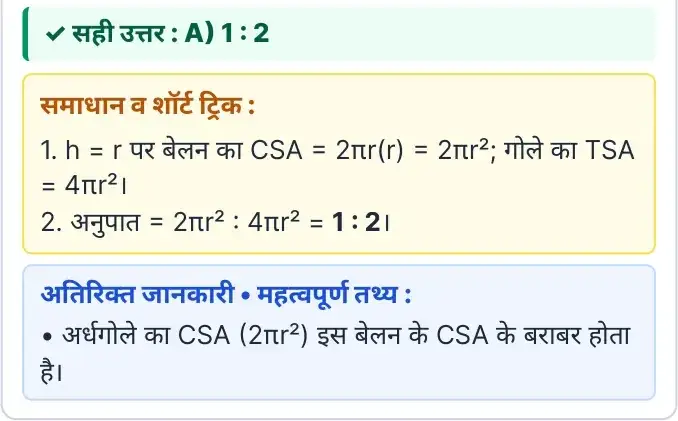 ✓ सही उत्तर : A) 1 : 2
समाधान व शॉर्ट ट्रिक :
1. h = r पर बेलन का CSA = 2πr(r) = 2πr²; गोले का TSA
= 4πr²।
2. अनुपात = 2πr² : 4πr² = 1 : 2।
अतिरिक्त जानकारी • महत्वपूर्ण तथ्य :
• अर्धगोले का CSA (2πr²) इस बेलन के CSA के बराबर होता
है।